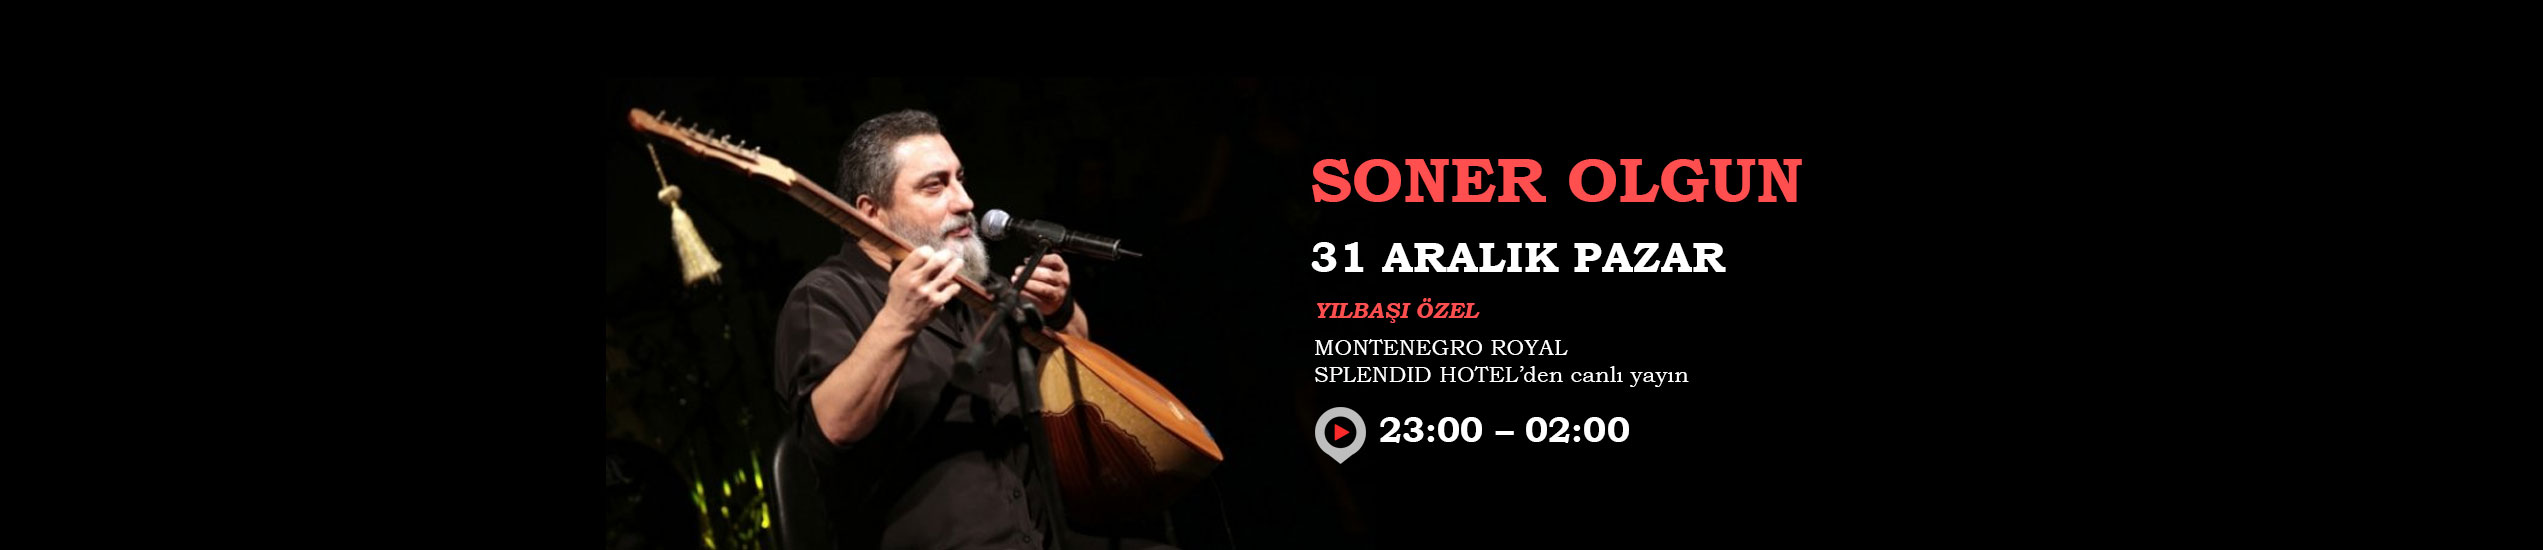 SONER OLGUN
31 ARALIK PAZAR
YILBAŞI ÖZEL
MONTENEGRO ROYAL
SPLENDID HOTEL’den canlı yayın
23:00 – 02:00